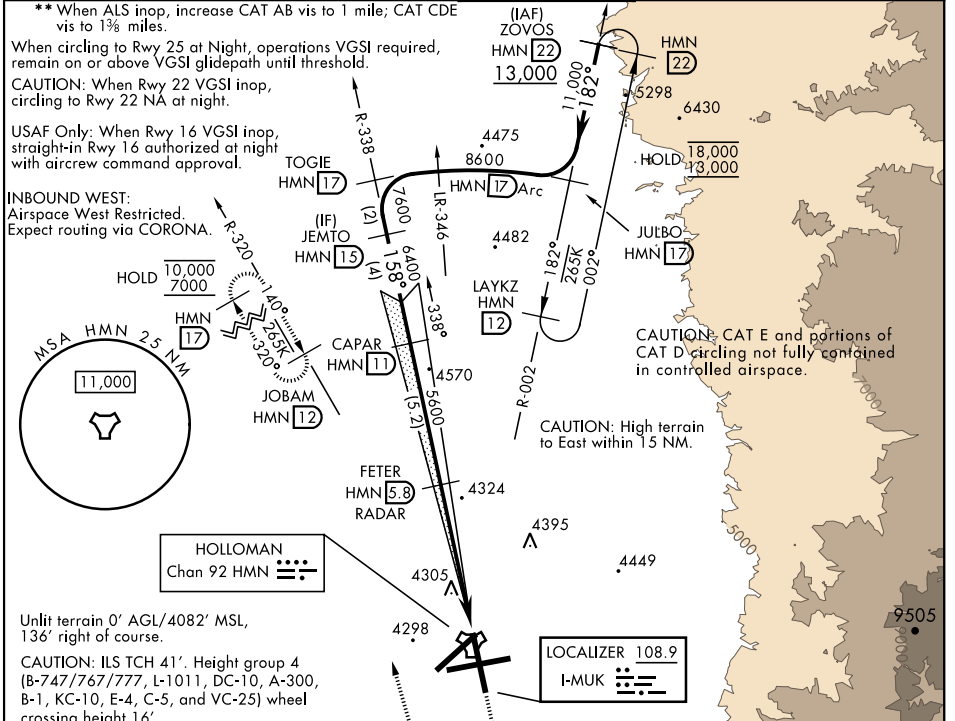 ** When ALS inop, increase CAT AB vis to 1 mile; CAT CDE
vis to 1⅜ miles.
When circling to Rwy 25 at Night, operations VGSI required,
remain on or above VGSI glidepath until threshold.
CAUTION: When Rwy 22 VGSI inop,
circling to Rwy 22 NA at night.
USAF Only: When Rwy 16 VGSI inop,
straight-in Rwy 16 authorized at night
with aircrew command approval.
INBOUND WEST:
Airspace West Restricted.
Expect routing via CORONA.
(IAF)
ZOVOS
HMN 22
13,000
HMN
22
11,000
182°
5298
6430
R-338
4475
8600
HMN 17 Arc
TOGIE
HMN 17
HOLD 18,000
13,000
7600
(2)
LR-346
(IF)
JEMTO
HMN 15
JULBO
HMN 17
4482
182°
265K
002°
R-320
HOLD 10,000
7000
HMN
17
140°
265K
320°
JOBAM
HMN 12
(4)
158°
6400
338°
LAYKZ
HMN
12
R-002
CAPAR
HMN 11
4570
5600
(5.2)
MSA HMN 25 NM
11,000
CAUTION: CAT E and portions of
CAT D circling not fully contained
in controlled airspace.
7000
CAUTION: High terrain
to East within 15 NM.
FETER
HMN 5.8
RADAR
4324
4395
5000
4449
HOLLOMAN
Chan 92 HMN
4305
4298
9505
9000
Unlit terrain 0' AGL/4082' MSL,
136' right of course.
LOCALIZER 108.9
I-MUK
CAUTION: ILS TCH 41'. Height group 4
(B-747/767/777, L-1011, DC-10, A-300,
B-1, KC-10, E-4, C-5, and VC-25) wheel
crossing height 16'